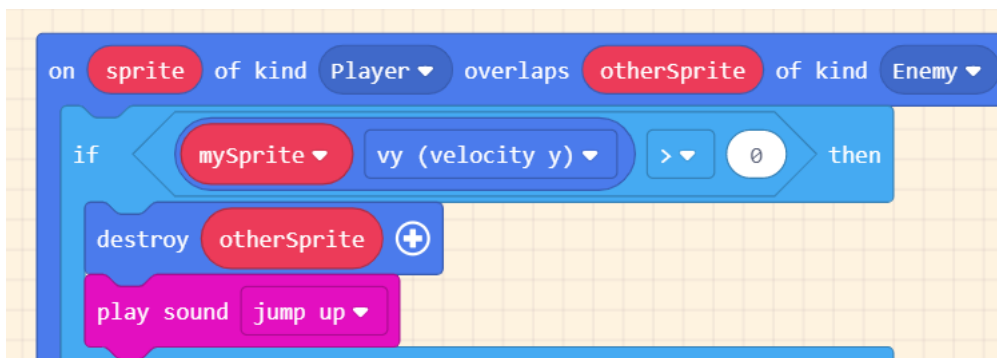 on sprite of kind Player overlaps otherSprite of kind Enemy
if mySprite vy (velocity y) > 0 then
destroy otherSprite
play sound jump up